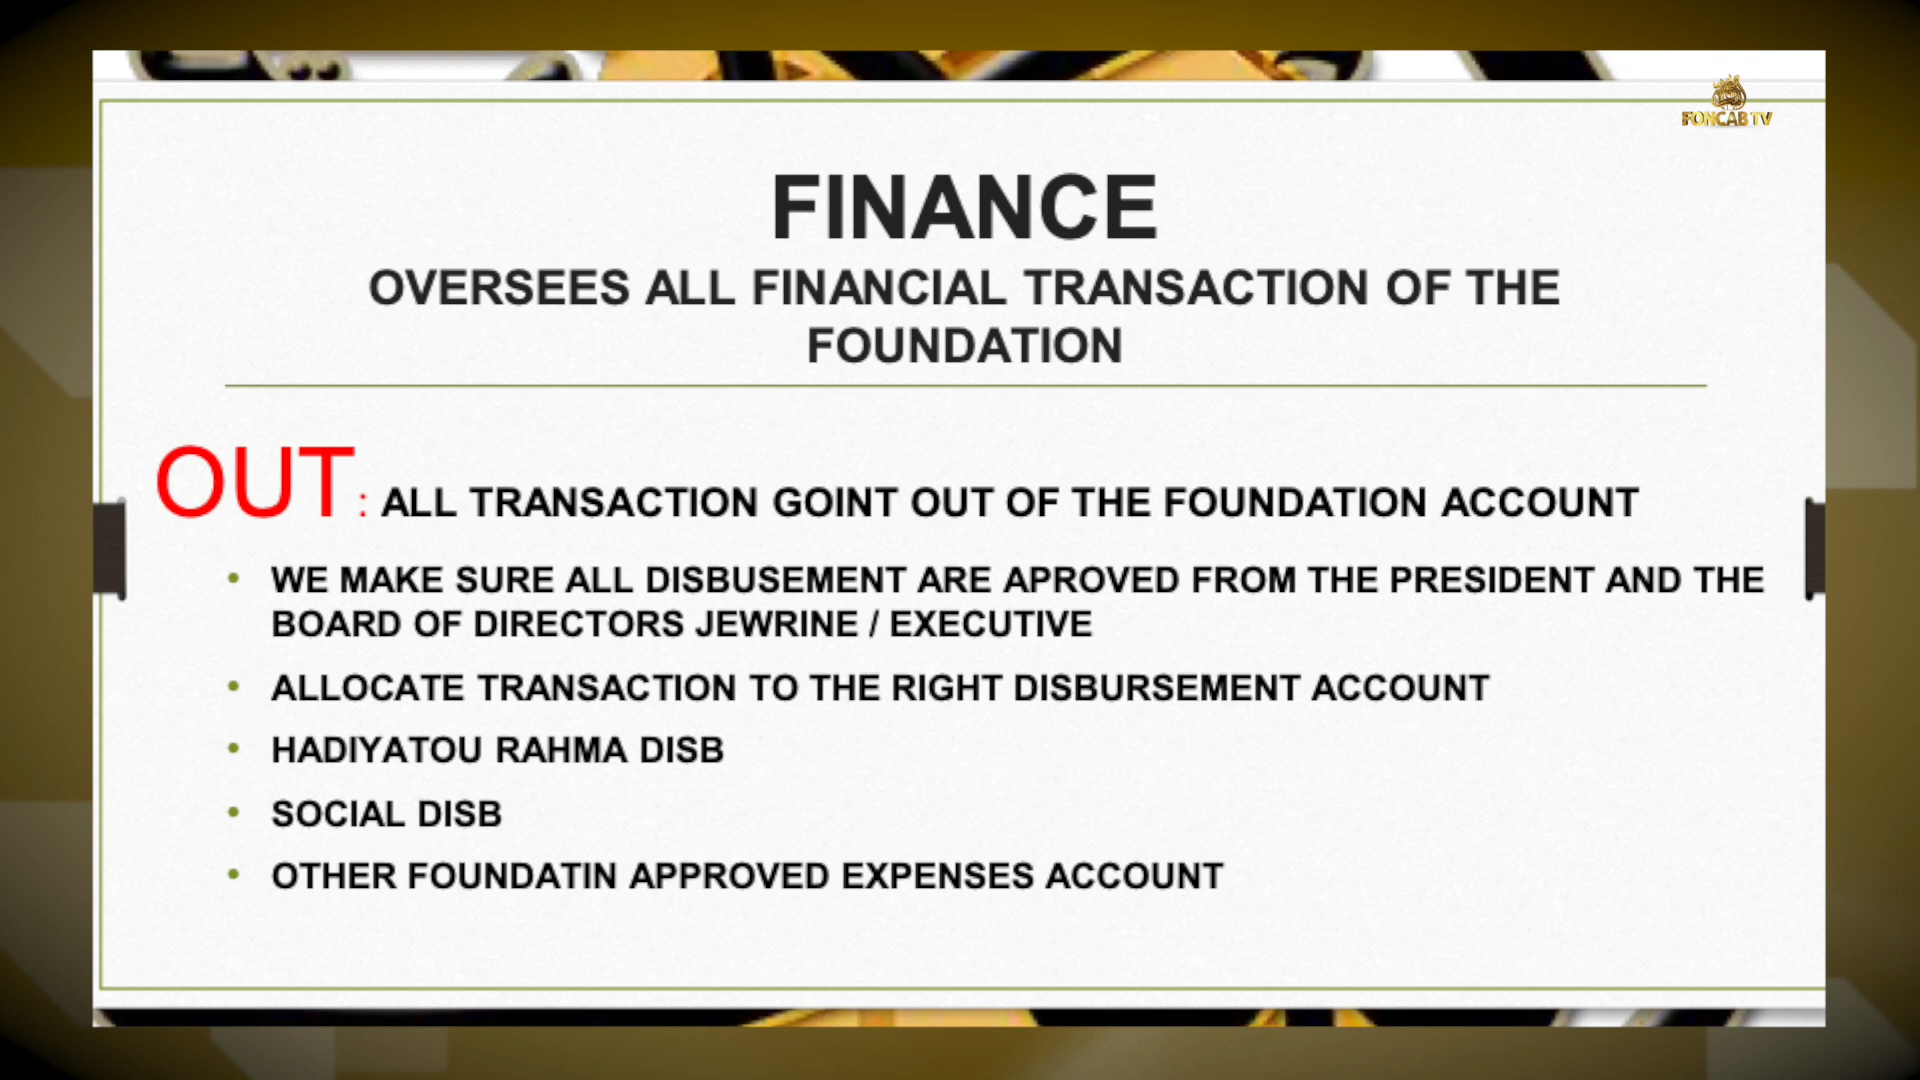 FONCAB TV
FINANCE
OVERSEES ALL FINANCIAL TRANSACTION OF THE
FOUNDATION
OUT: ALL TRANSACTION GOINT OUT OF THE FOUNDATION ACCOUNT
• WE MAKE SURE ALL DISBUSEMENT ARE APROVED FROM THE PRESIDENT AND THE
BOARD OF DIRECTORS JEWRINE / EXECUTIVE
• ALLOCATE TRANSACTION TO THE RIGHT DISBURSEMENT ACCOUNT
• HADIYATOU RAHMA DISB
• SOCIAL DISB
• OTHER FOUNDATIN APPROVED EXPENSES ACCOUNT